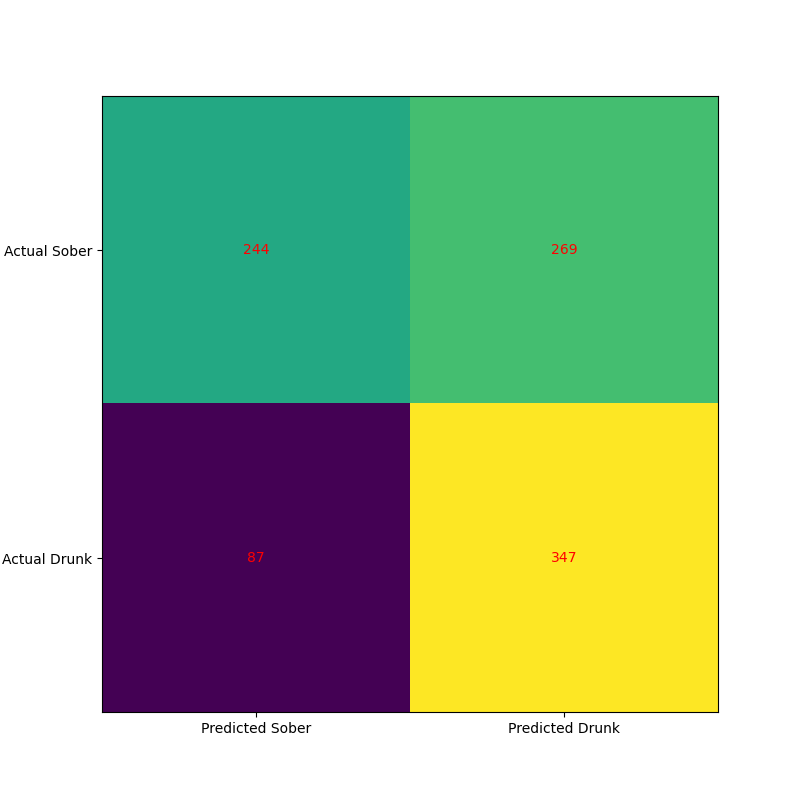 Actual Sober
244
269
Actual Drunk
87
347
Predicted Sober
Predicted Drunk